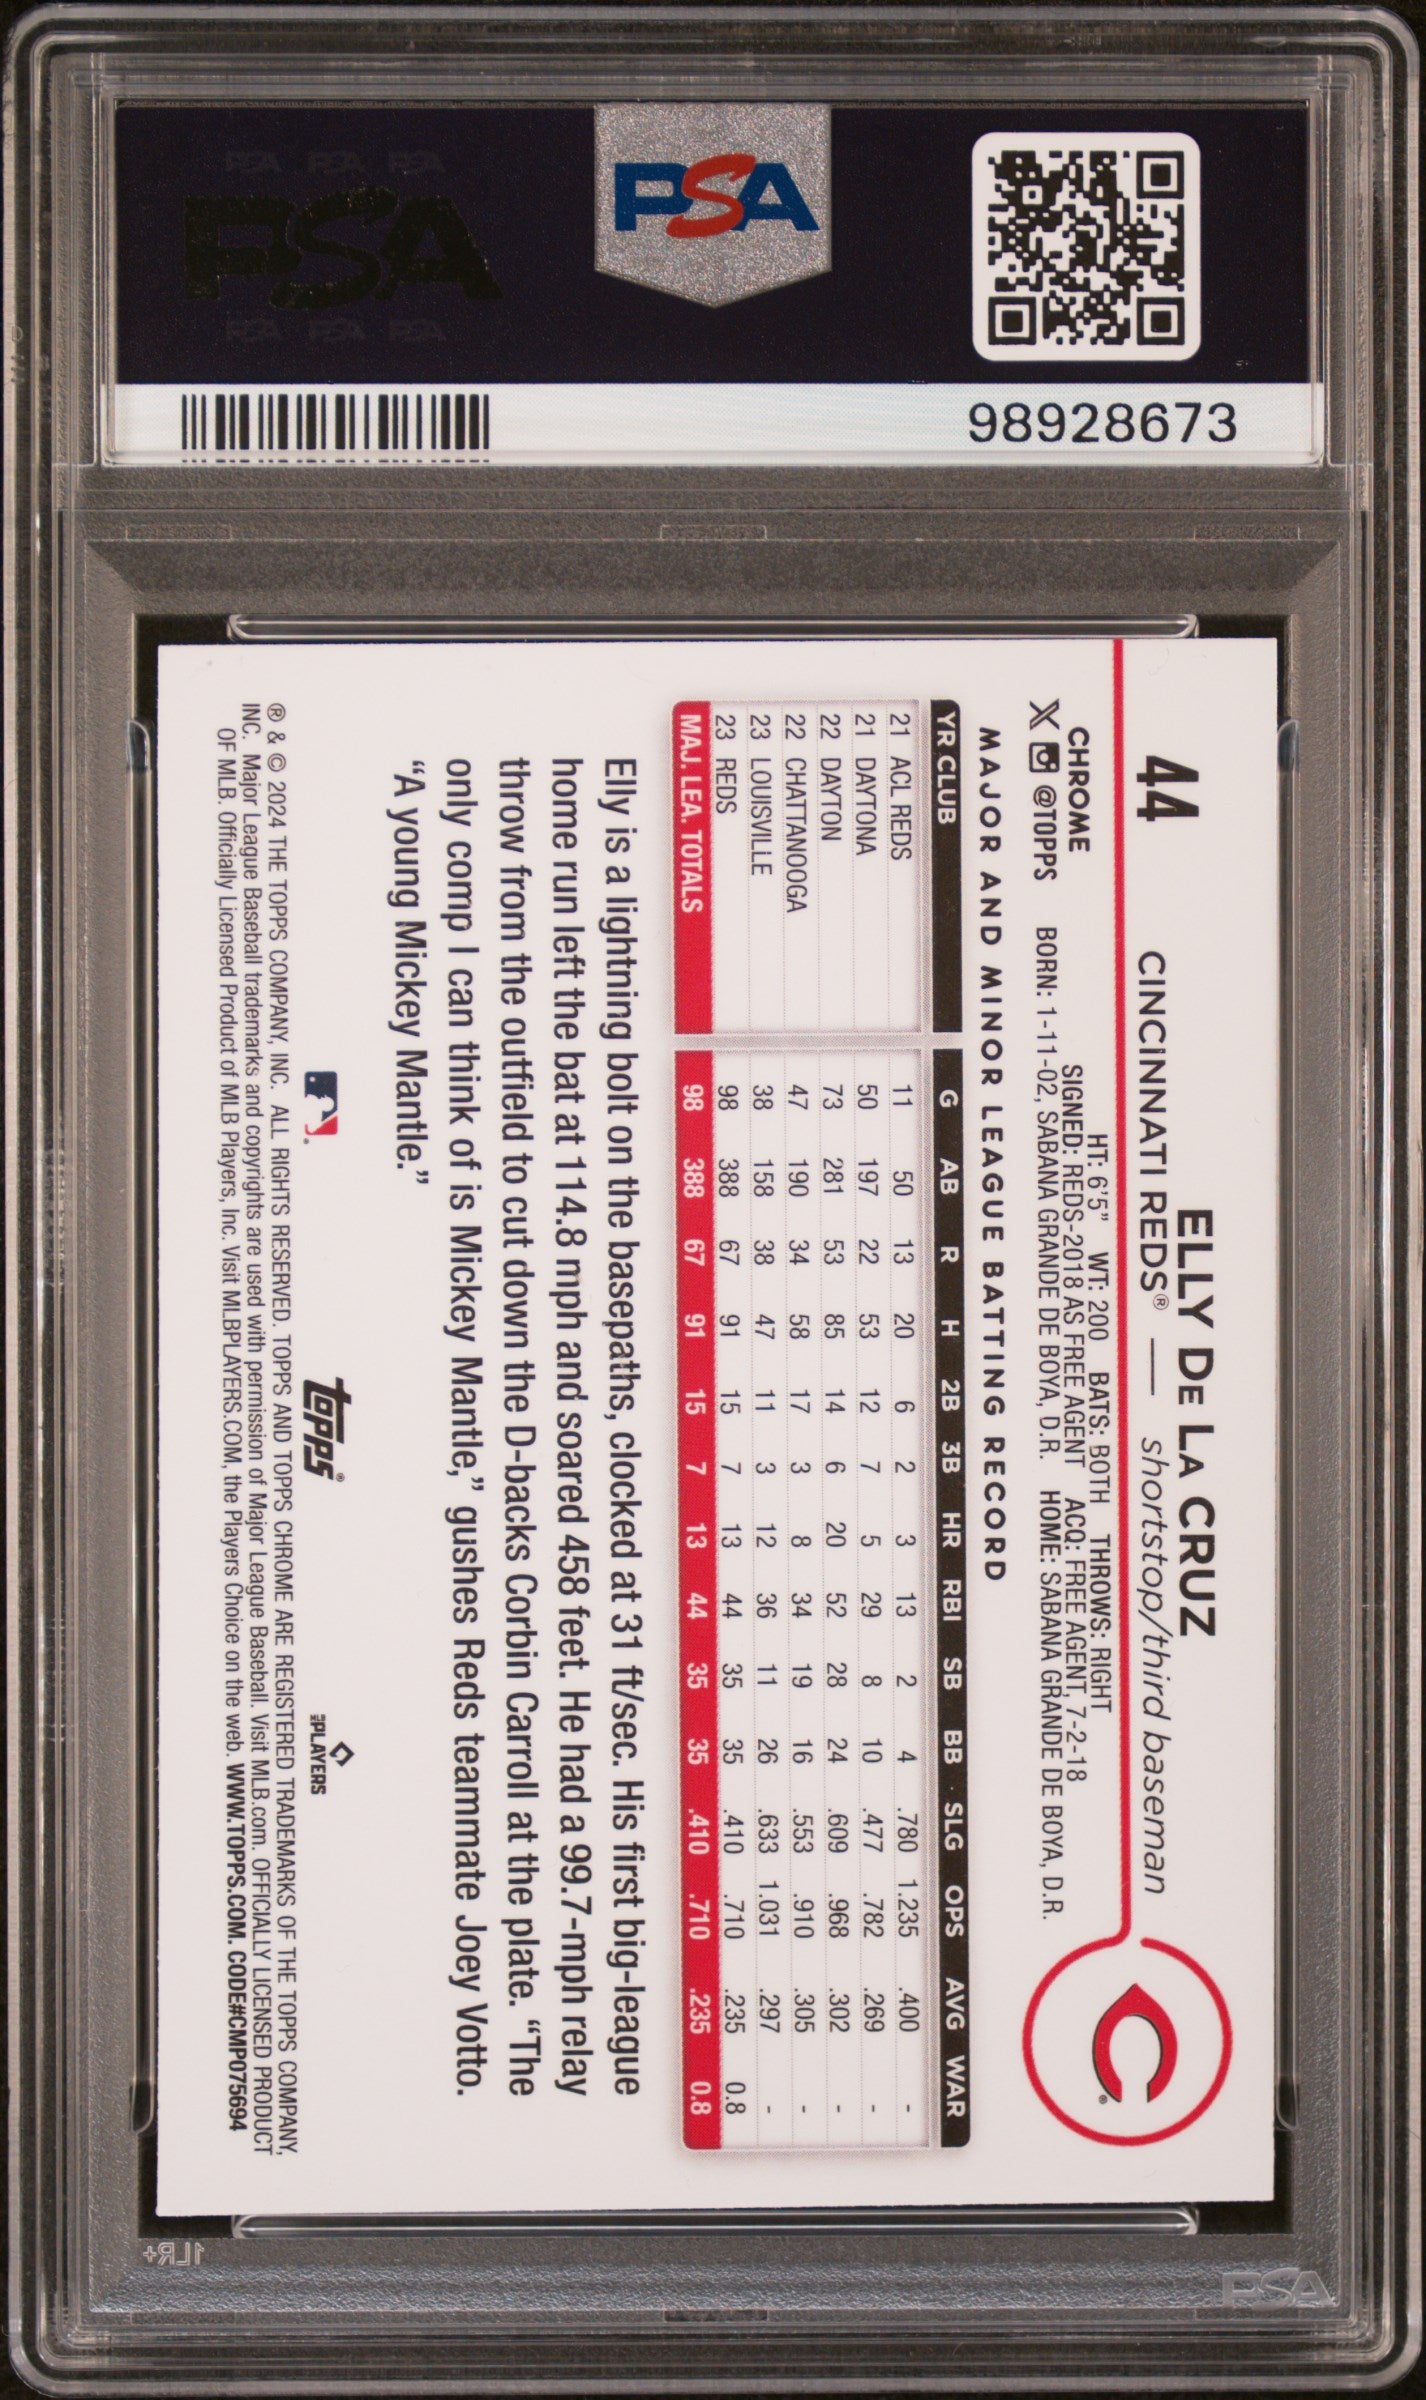 PSA PSA PSA
PSA
PSA PSA PSA
PSA
98928673
44
ELLY DE LA CRUZ
CINCINNATI REDS® — shortstop/third baseman
C®
CHROME
HT: 6'5" WT: 200 BATS: BOTH THROWS: RIGHT
SIGNED: REDS-2018 AS FREE AGENT ACQ: FREE AGENT, 7-2-18
X @TOPPS BORN: 1-11-02, SABANA GRANDE DE BOYA, D.R. HOME: SABANA GRANDE DE BOYA, D.R.
MAJOR AND MINOR LEAGUE BATTING RECORD
YR CLUB G AB R H 2B 3B HR RBI SB BB SLG OPS AVG WAR
21 ACL REDS 11 50 13 20 6 2 3 13 2 4 .780 1.235 .400 -
21 DAYTONA 50 197 22 53 12 7 5 29 8 10 .477 .782 .269 -
22 DAYTON 73 281 53 85 14 6 20 52 28 24 .609 .968 .302 -
22 CHATTANOOGA 47 190 34 58 17 3 8 34 19 16 .553 .910 .305 -
23 LOUISVILLE 38 158 38 47 11 3 12 36 11 26 .633 1.031 .297 -
23 REDS 98 388 67 91 15 7 13 44 35 35 .410 .710 .235 0.8
MAJ. LEA. TOTALS 98 388 67 91 15 7 13 44 35 35 .410 .710 .235 0.8
Elly is a lightning bolt on the basepaths, clocked at 31 ft/sec. His first big-league
home run left the bat at 114.8 mph and soared 458 feet. He had a 99.7-mph relay
throw from the outfield to cut down the D-backs Corbin Carroll at the plate. “The
only comp I can think of is Mickey Mantle,” gushes Reds teammate Joey Votto.
“A young Mickey Mantle.”
topps®
PLAYERS
® & © 2024 THE TOPPS COMPANY, INC. ALL RIGHTS RESERVED. TOPPS AND TOPPS CHROME ARE REGISTERED TRADEMARKS OF THE TOPPS COMPANY,
INC. Major League Baseball trademarks and copyrights are used with permission of Major League Baseball. Visit MLB.com. OFFICIALLY LICENSED PRODUCT
OF MLB. Officially Licensed Product of MLB Players, Inc. Visit MLBPLAYERS.COM, the Players Choice on the web. WWW.TOPPS.COM. CODE#CMP075694
1LR+
PSA